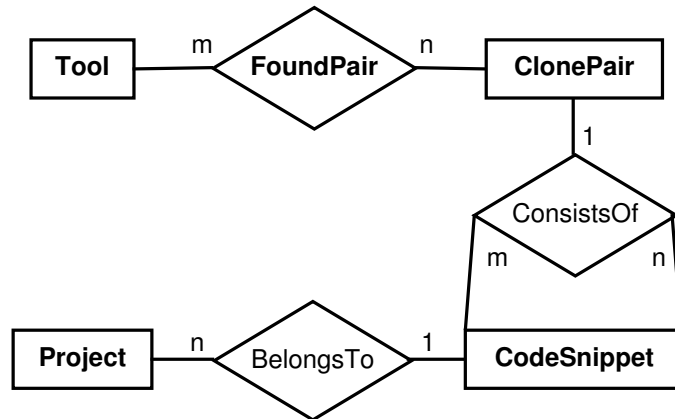 m n
Tool FoundPair ClonePair
1
ConsistsOf
m n
Project n BelongsTo 1 CodeSnippet